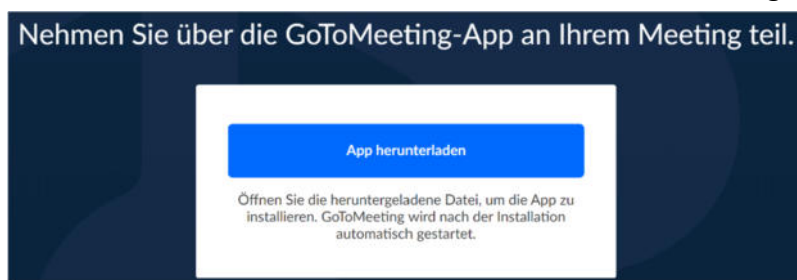 Nehmen Sie über die GoToMeeting-App an Ihrem Meeting teil.
App herunterladen
Öffnen Sie die heruntergeladene Datei, um die App zu
installieren. GoToMeeting wird nach der Installation
automatisch gestartet.